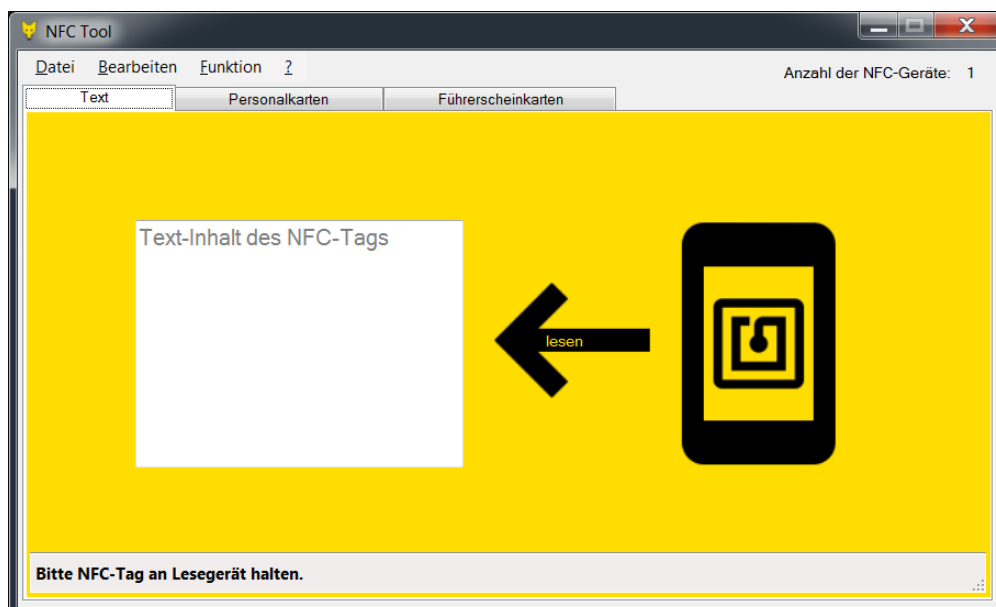 NFC Tool
Datei Bearbeiten Funktion ?
Anzahl der NFC-Geräte: 1
Text Personalkarten Führerscheinkarten
Text-Inhalt des NFC-Tags
lesen
Bitte NFC-Tag an Lesegerät halten.